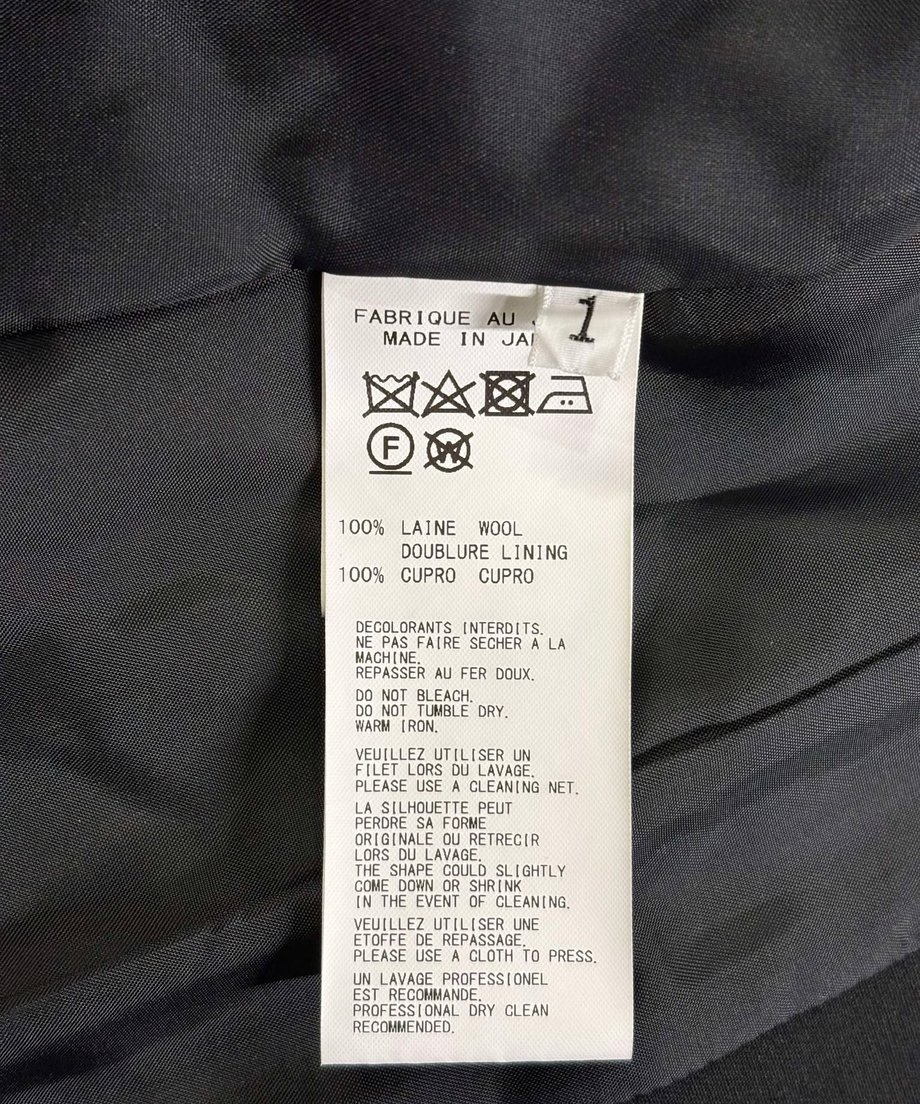 FABRIQUE AU
MADE IN
1
F
W
100% LAINE WOOL
DOUBLURE LINING
100% CUPRO CUPRO
DECOLORANTS INTERDITS.
NE PAS FAIRE SECHER A LA
MACHINE.
REPASSER AU FER DOUX.
DO NOT BLEACH.
DO NOT TUMBLE DRY.
WARM IRON.
VEUILLEZ UTILISER UN
FILET LORS DU LAVAGE.
PLEASE USE A CLEANING NET.
LA SILHOUETTE PEUT
PERDRE SA FORME
ORIGINALE OU RETRECIR
LORS DU LAVAGE.
THE SHAPE COULD SLIGHTLY
COME DOWN OR SHRINK
IN THE EVENT OF CLEANING.
VEUILLEZ UTILISER UNE
ETOFFE DE REPASSAGE.
PLEASE USE A CLOTH TO PRESS.
UN LAVAGE PROFESSIONEL
EST RECOMMANDE.
PROFESSIONAL DRY CLEAN
RECOMMENDED.